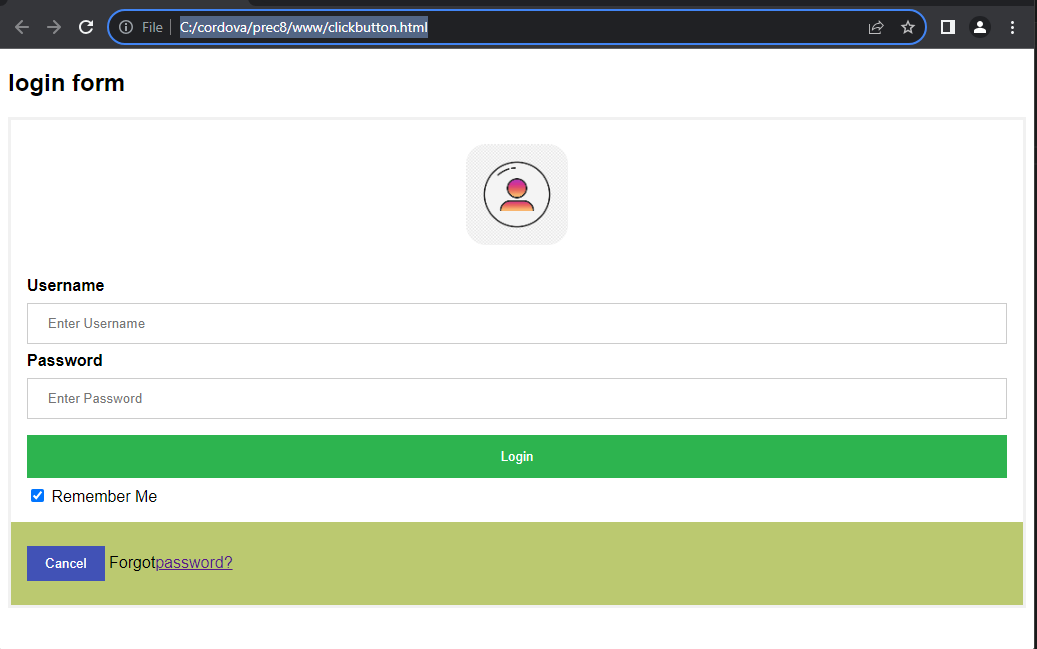 File C:/cordova/prec8/www/clickbutton.html
login form
Username
Enter Username
Password
Enter Password
Login
Remember Me
Cancel Forgotpassword?